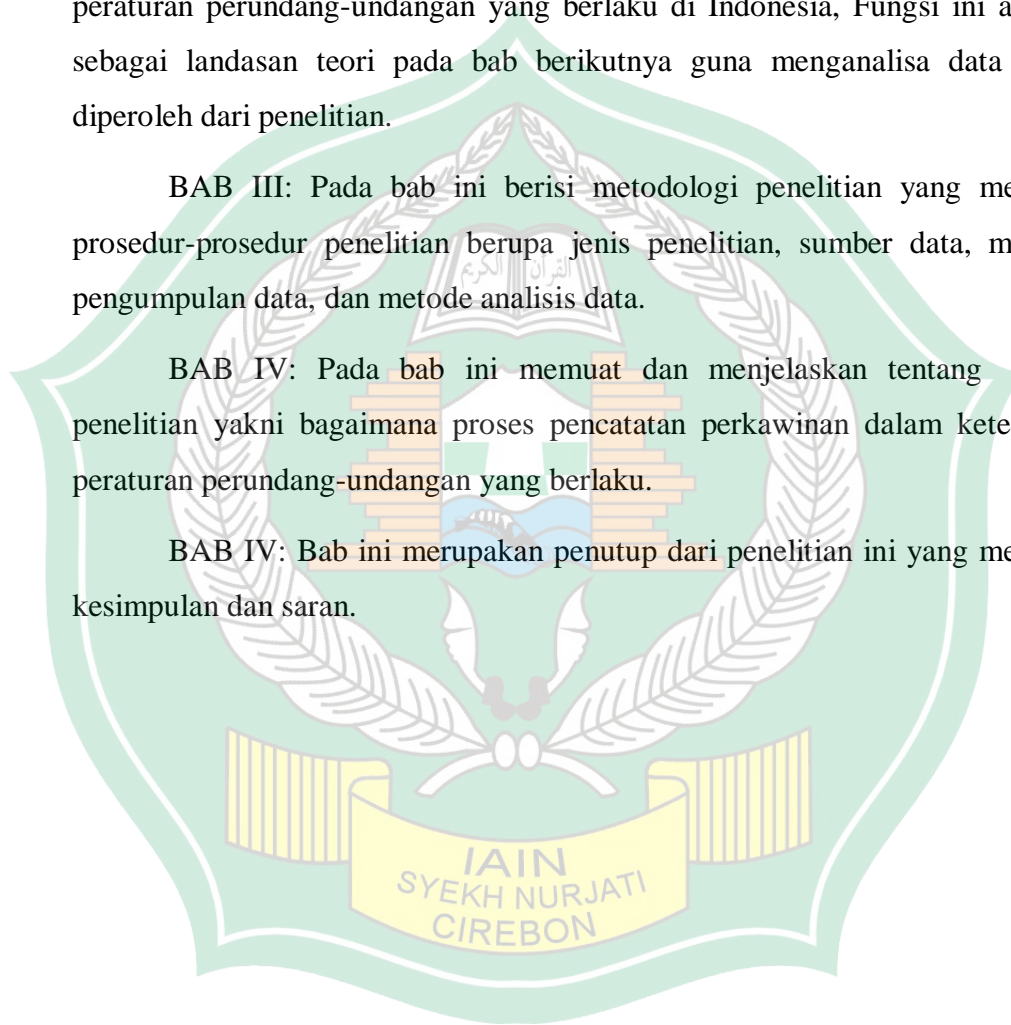 peraturan perundang-undangan yang berlaku di Indonesia, Fungsi ini a
sebagai landasan teori pada bab berikutnya guna menganalisa data
diperoleh dari penelitian.
BAB III: Pada bab ini berisi metodologi penelitian yang me
prosedur-prosedur penelitian berupa jenis penelitian, sumber data, m
pengumpulan data, dan metode analisis data.
القرآن الكريم
BAB IV: Pada bab ini memuat dan menjelaskan tentang
penelitian yakni bagaimana proses pencatatan perkawinan dalam kete
peraturan perundang-undangan yang berlaku.
BAB IV: Bab ini merupakan penutup dari penelitian ini yang me
kesimpulan dan saran.
IAIN
SYEKH NURJATI
CIREBON